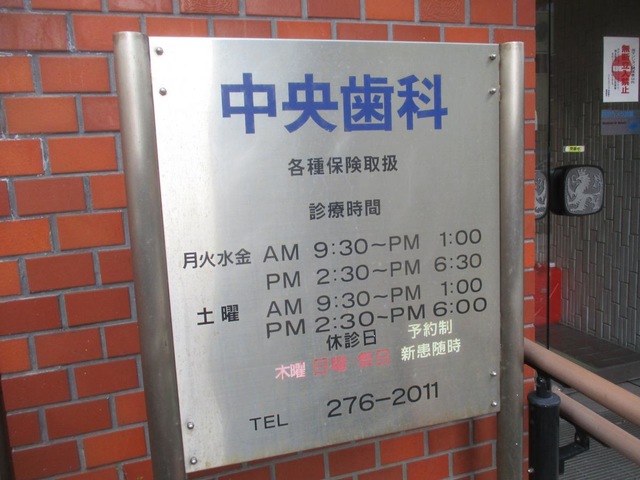 中央歯科
各種保険取扱
診療時間
月火水金 AM 9:30～PM 1:00
PM 2:30～PM 6:30
土曜 AM 9:30～PM 1:00
PM 2:30～PM 6:00
休診日 予約制
木曜 日曜 祭日 新患随時
TEL 276-2011